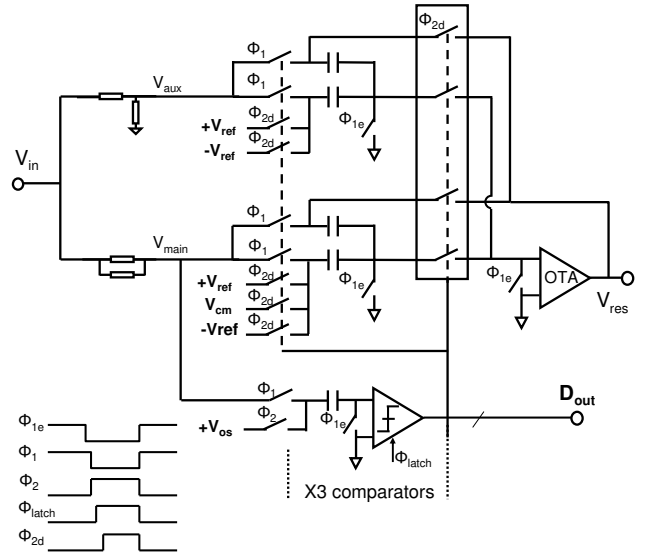 Φ2d
Φ1
Vaux
Φ1
Φ2d
+Vref
Φ2d
-Vref
Φ1e
Vin
Φ1
Vmain
Φ1
Φ2d
+Vref
Φ2d
Vcm
Φ2d
-Vref
Φ1e
Φ1e
OTA
Vres
Φ1
Φ2
+Vos
Φ1e
Dout
Φlatch
X3 comparators
Φ1e
Φ1
Φ2
Φlatch
Φ2d